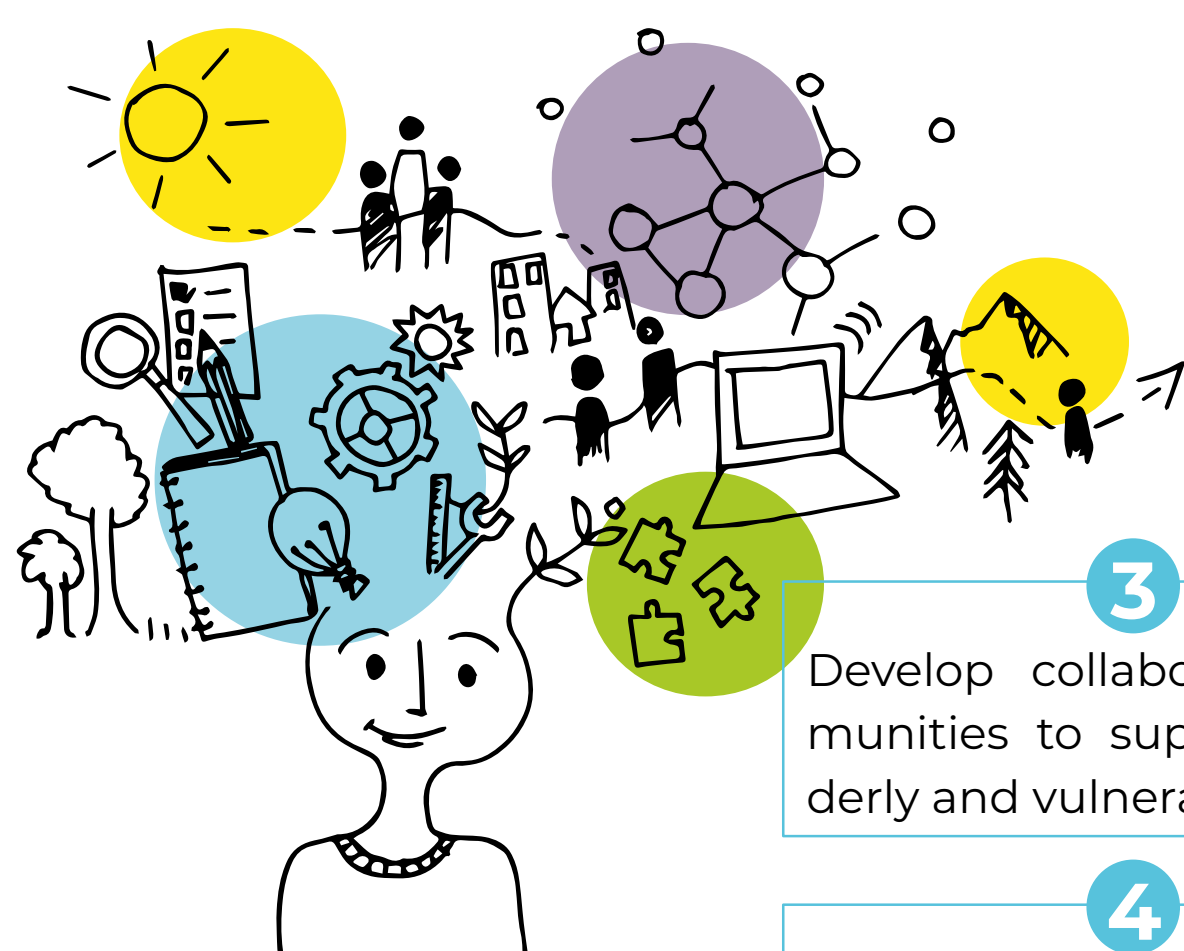 3
Develop collabo
munities to sup
derly and vulnera
4